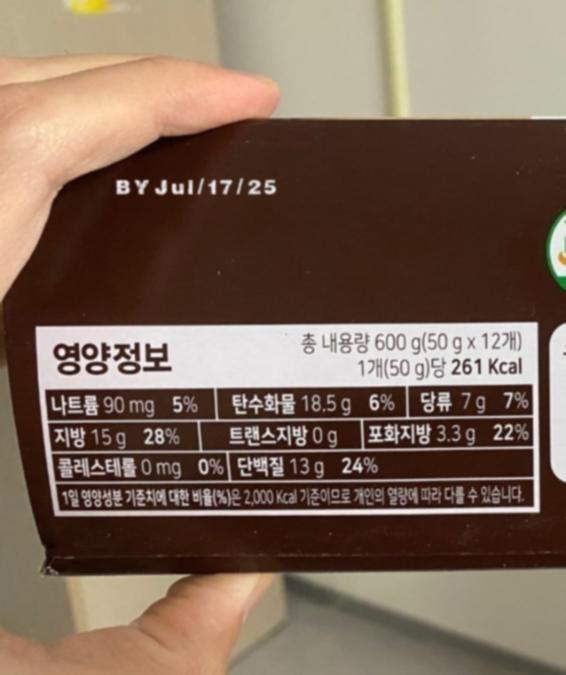 BY Jul/17/25
영양정보
총 내용량 600 g(50 g x 12개)
1개(50 g)당 261 Kcal
나트륨 90 mg 5% 탄수화물 18.5 g 6% 당류 7 g 7%
지방 15 g 28% 트랜스지방 0 g 포화지방 3.3 g 22%
콜레스테롤 0 mg 0% 단백질 13 g 24%
1일 영양성분 기준치에 대한 비율(%)은 2,000 Kcal 기준이므로 개인의 열량에 따라 다를 수 있습니다.